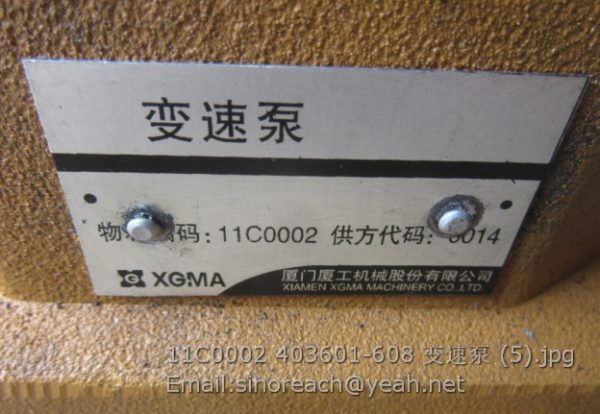 变速泵
物 码: 11C0002 供方代码: 0014
XGMA 厦门厦工机械股份有限公司
XIAMEN XGMA MACHINERY CO.,LTD.
11C0002 403601-608 变速泵 (5).jpg
Email:sinoreach@yeah.net